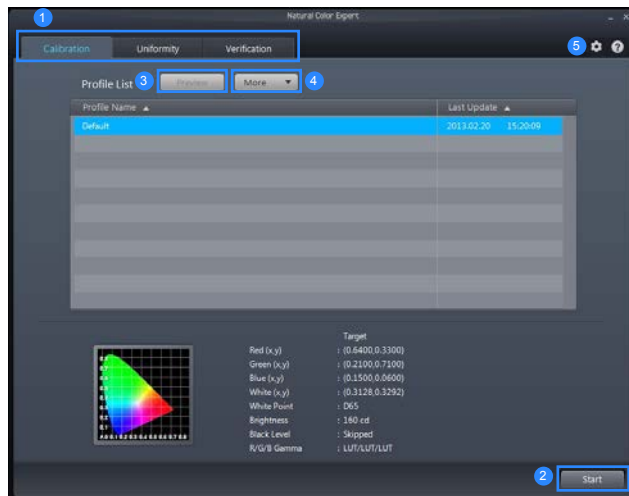 Natural Color Expert
1
Calibration Uniformity Verification
5
Profile List 3 Preview More 4
Profile Name Last Update
Default 2013.02.20 15:20:09
Target
Red (x,y) : (0.6400,0.3300)
Green (x,y) : (0.2100,0.7100)
Blue (x,y) : (0.1500,0.0600)
White (x,y) : (0.3128,0.3292)
White Point : D65
Brightness : 160 cd
Black Level : Skipped
R/G/B Gamma : LUT/LUT/LUT
2 Start